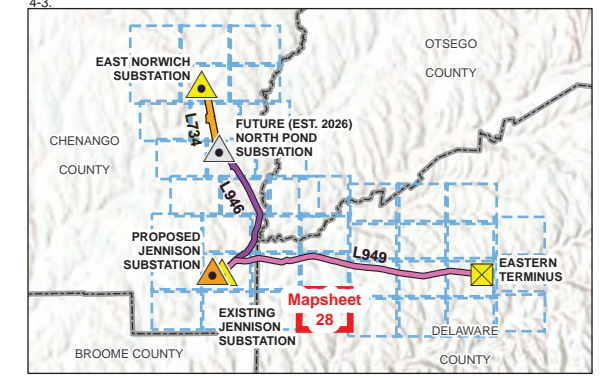 4-3.
OTSEGO
COUNTY
EAST NORWICH
SUBSTATION
L734
FUTURE (EST. 2026)
NORTH POND
SUBSTATION
CHENANGO
COUNTY
L946
PROPOSED
JENNISON
SUBSTATION
L949
EASTERN
TERMINUS
Mapsheet
28
EXISTING
JENNISON
SUBSTATION
DELAWARE
COUNTY
BROOME COUNTY